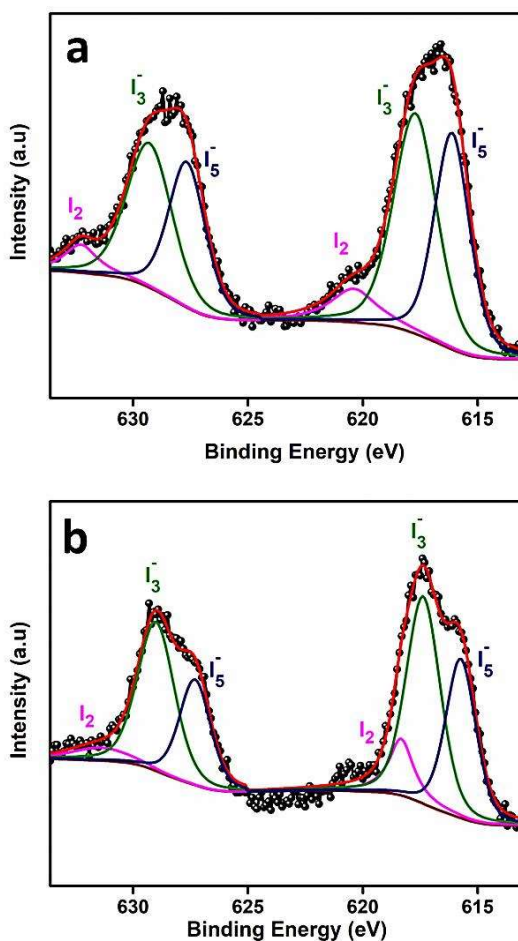 a
I₃⁻
I₃⁻
I₅⁻
I₅⁻
I₂
I₂
Intensity (a.u)
630 625 620 615
Binding Energy (eV)
b
I₃⁻
I₃⁻
I₅⁻
I₅⁻
I₂
I₂
Intensity (a.u)
630 625 620 615
Binding Energy (eV)